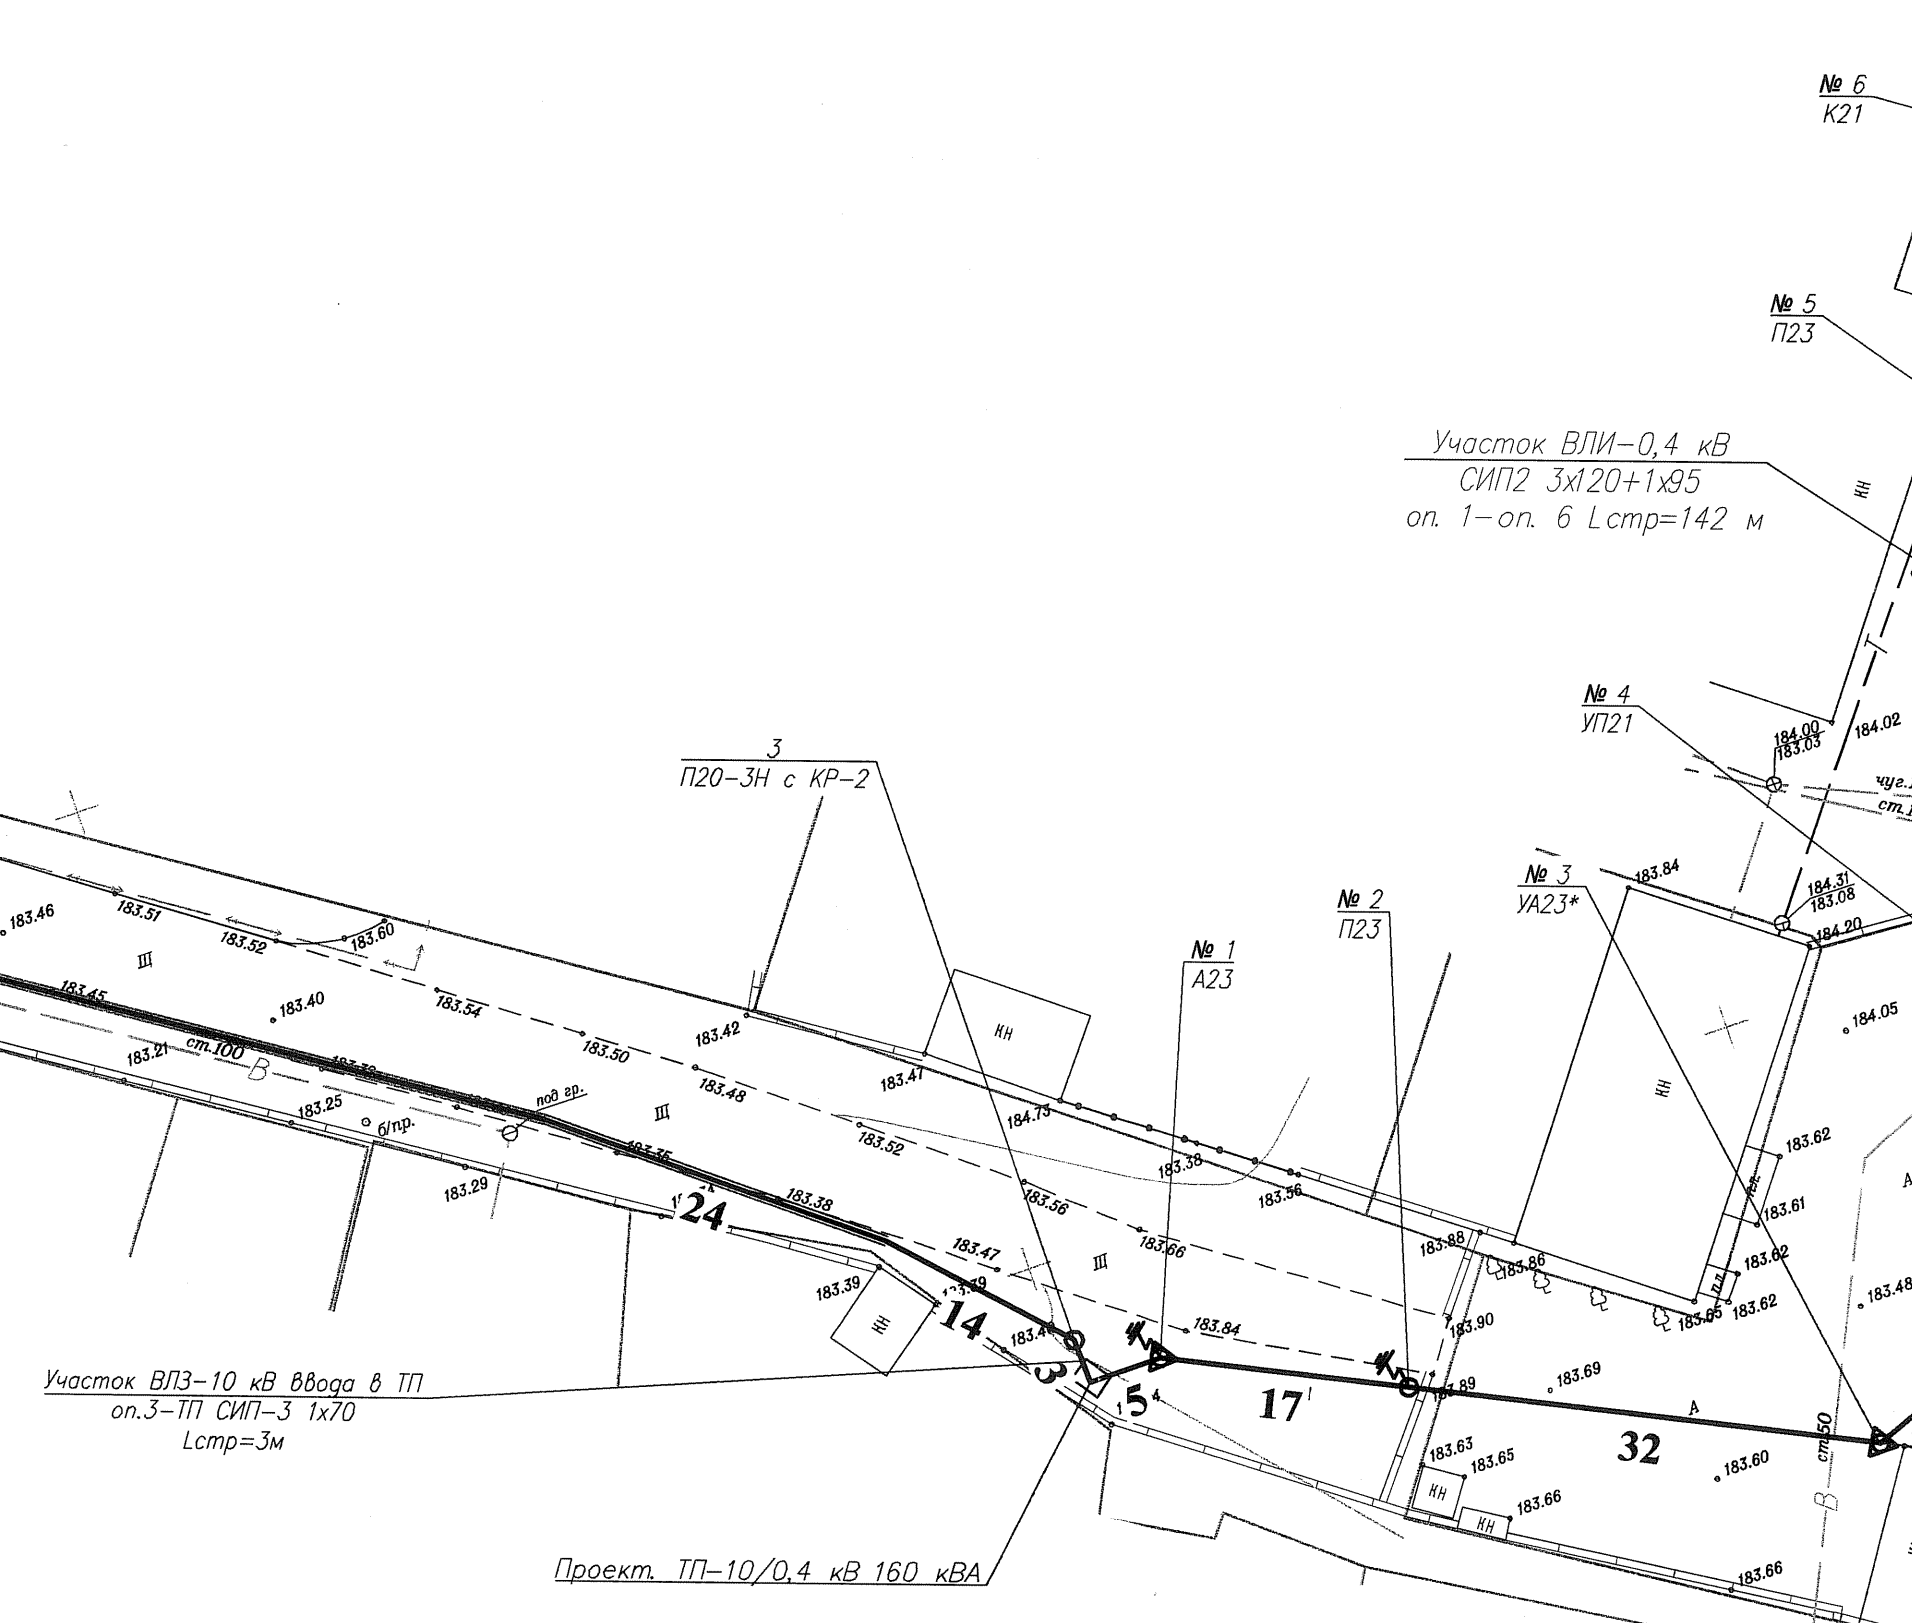 № 6
К21
№ 5
П23
Участок ВЛИ-0,4 кВ
СИП2 3х120+1х95
оп. 1-оп. 6 Lстр=142 м
КН
Т
№ 4
УП21
184.00
183.03
184.02
чуг.
ст.
3
П20-3Н с КР-2
№ 3
УА23*
№ 2
П23
№ 1
А23
183.84
184.31
183.08
184.20
183.46
183.51
183.52
183.60
Щ
183.45
183.40
183.54
183.42
КН
КН
184.05
183.21
ст.100
В
183.50
183.47
183.48
под гр.
183.25
б/пр.
Щ
184.73
183.52
183.38
183.56
183.62
п.п.
А
183.35
183.29
24
183.38
183.56
183.61
183.66
183.88
183.86
183.47
Щ
183.62
п.п.
183.39
183.39
183.65
183.62
183.48
КН
14
183.84
183.90
3
5
17
183.89
183.69
А
32
ст.50
183.63
183.65
183.60
КН
183.66
КН
В
183.66
Участок ВЛЗ-10 кВ ввода в ТП
оп.3-ТП СИП-3 1х70
Lстр=3м
Проект. ТП-10/0,4 кВ 160 кВА